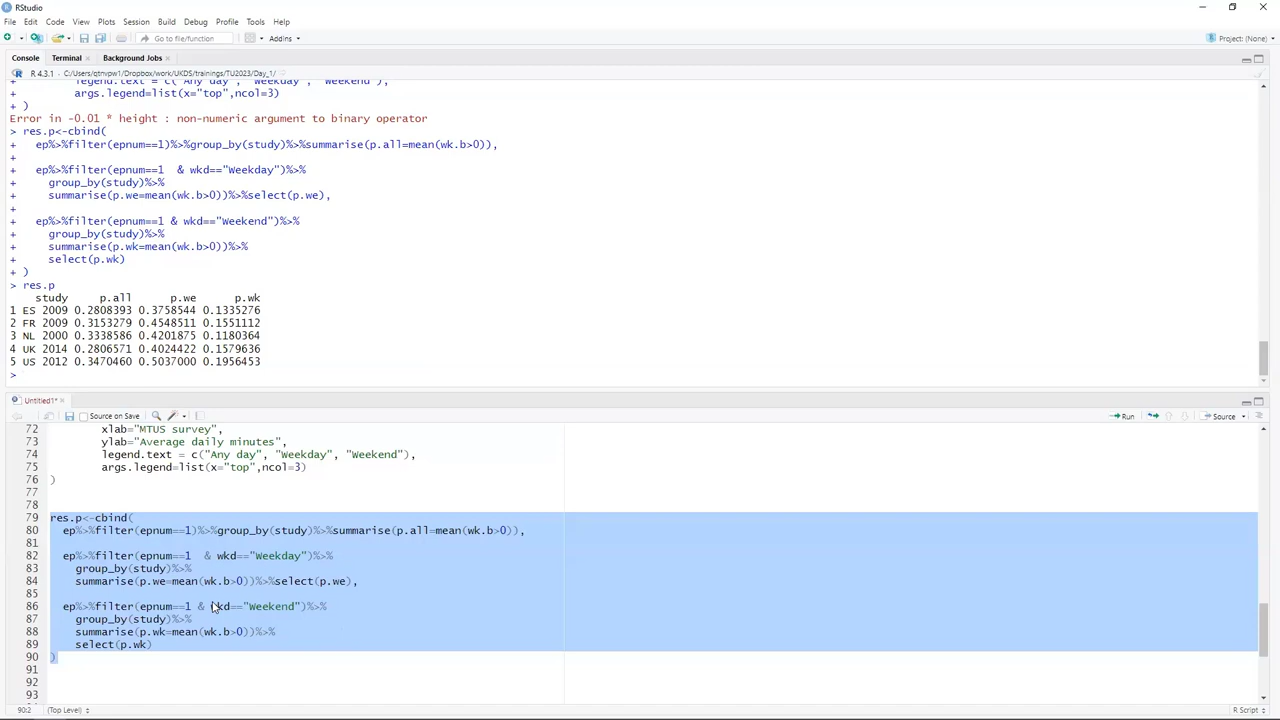 RStudio
File Edit Code View Plots Session Build Debug Profile Tools Help
Go to file/function
Addins
Project: (None)
Console Terminal Background Jobs
R 4.3.1 · C:/Users/qtnvpw1/Dropbox/work/UKDS/trainings/TU2023/Day_1/
+ legend.text = c("Any day", "Weekday", "Weekend"),
+ args.legend=list(x="top",ncol=3)
+ )
Error in -0.01 * height : non-numeric argument to binary operator
> res.p<-cbind(
+ ep%>%filter(epnum==1)%>%group_by(study)%>%summarise(p.all=mean(wk.b>0)),
+
+ ep%>%filter(epnum==1 & wkd=="Weekday")%>%
+ group_by(study)%>%
+ summarise(p.we=mean(wk.b>0))%>%select(p.we),
+
+ ep%>%filter(epnum==1 & wkd=="Weekend")%>%
+ group_by(study)%>%
+ summarise(p.wk=mean(wk.b>0))%>%
+ select(p.wk)
+ )
> res.p
study p.all p.we p.wk
1 ES 2009 0.2808393 0.3758544 0.1335276
2 FR 2009 0.3153279 0.4548511 0.1551112
3 NL 2000 0.3338586 0.4201875 0.1180364
4 UK 2014 0.2806571 0.4024422 0.1579636
5 US 2012 0.3470460 0.5037000 0.1956453
>
Untitled1*
Source on Save
Run
Source
72 xlab="MTUS survey",
73 ylab="Average daily minutes",
74 legend.text = c("Any day", "Weekday", "Weekend"),
75 args.legend=list(x="top",ncol=3)
76 )
77
78
79 res.p<-cbind(
80 ep%>%filter(epnum==1)%>%group_by(study)%>%summarise(p.all=mean(wk.b>0)),
81
82 ep%>%filter(epnum==1 & wkd=="Weekday")%>%
83 group_by(study)%>%
84 summarise(p.we=mean(wk.b>0))%>%select(p.we),
85
86 ep%>%filter(epnum==1 & wkd=="Weekend")%>%
87 group_by(study)%>%
88 summarise(p.wk=mean(wk.b>0))%>%
89 select(p.wk)
90 )
91
92
93
90:2 (Top Level) R Script